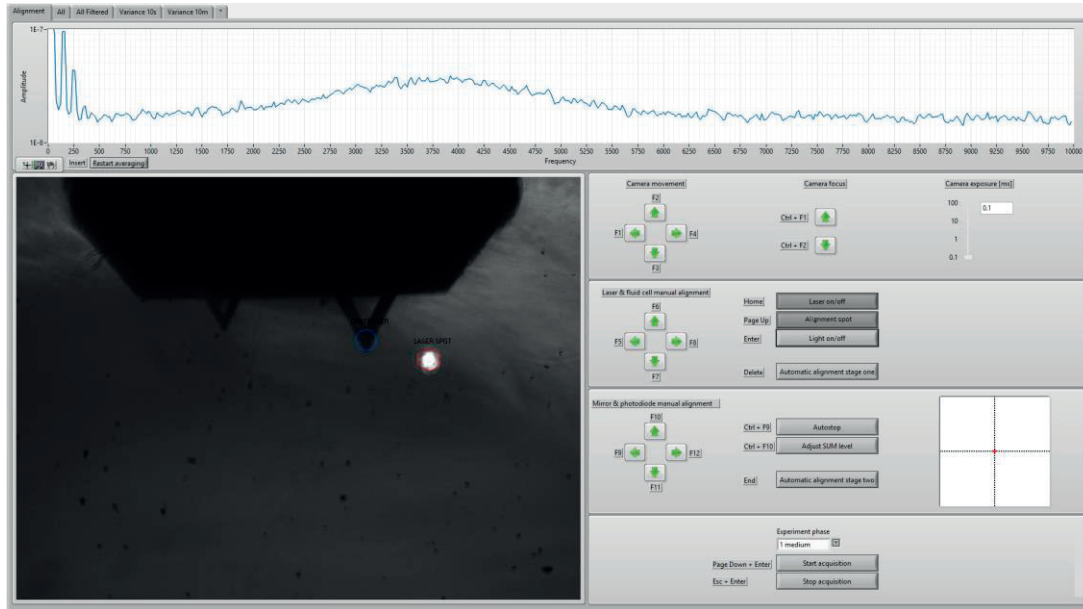 Alignment All All Filtered Variance 10s Variance 10m *
1E-7
Amplitude
1E-8
0 250 500 750 1000 1250 1500 1750 2000 2250 2500 2750 3000 3250 3500 3750 4000 4250 4500 4750 5000 5250 5500 5750 6000 6250 6500 6750 7000 7250 7500 7750 8000 8250 8500 8750 9000 9250 9500 9750 10000
Frequency
Insert Restart averaging
LASER SPOT
Camera movement
F2
F1 F4
F3
Camera focus
Ctrl + F1
Ctrl + F2
Camera exposure [ms]
100 0.1
10
1
0.1
Laser & fluid cell manual alignment
F6
F5 F8
F7
Home Laser on/off
Page Up Alignment spot
Enter Light on/off
Delete Automatic alignment stage one
Mirror & photodiode manual alignment
F10
F9 F12
F11
Ctrl + F9 Autostop
Ctrl + F10 Adjust SUM level
End Automatic alignment stage two
Experiment phase
1 medium
Page Down + Enter Start acquisition
Esc + Enter Stop acquisition